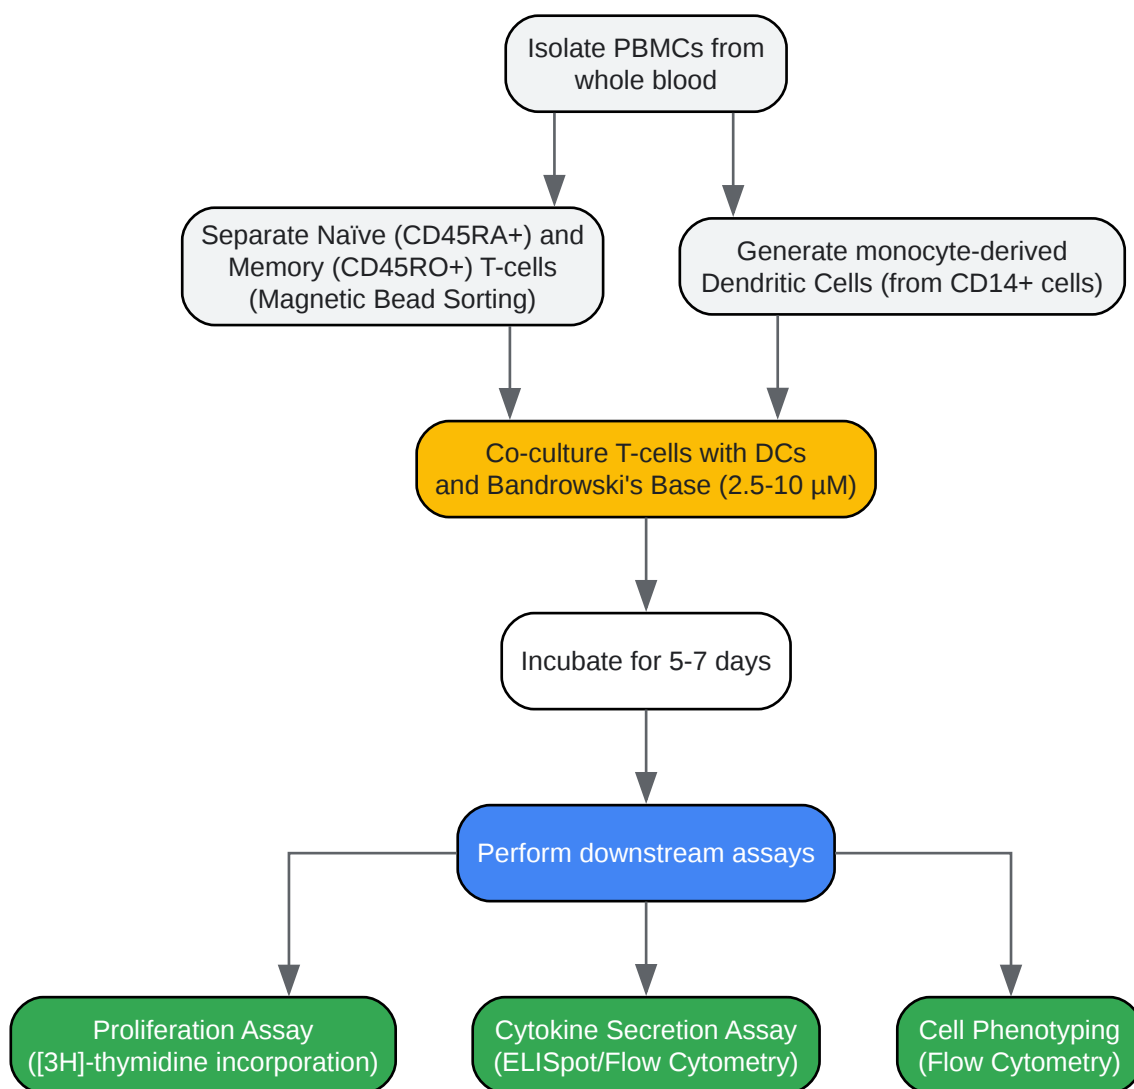 Isolate PBMCs from
whole blood
Separate Naïve (CD45RA+) and
Memory (CD45RO+) T-cells
(Magnetic Bead Sorting)
Generate monocyte-derived
Dendritic Cells (from CD14+ cells)
Co-culture T-cells with DCs
and Bandrowski's Base (2.5-10 µM)
Incubate for 5-7 days
Perform downstream assays
Proliferation Assay
([3H]-thymidine incorporation)
Cytokine Secretion Assay
(ELISpot/Flow Cytometry)
Cell Phenotyping
(Flow Cytometry)